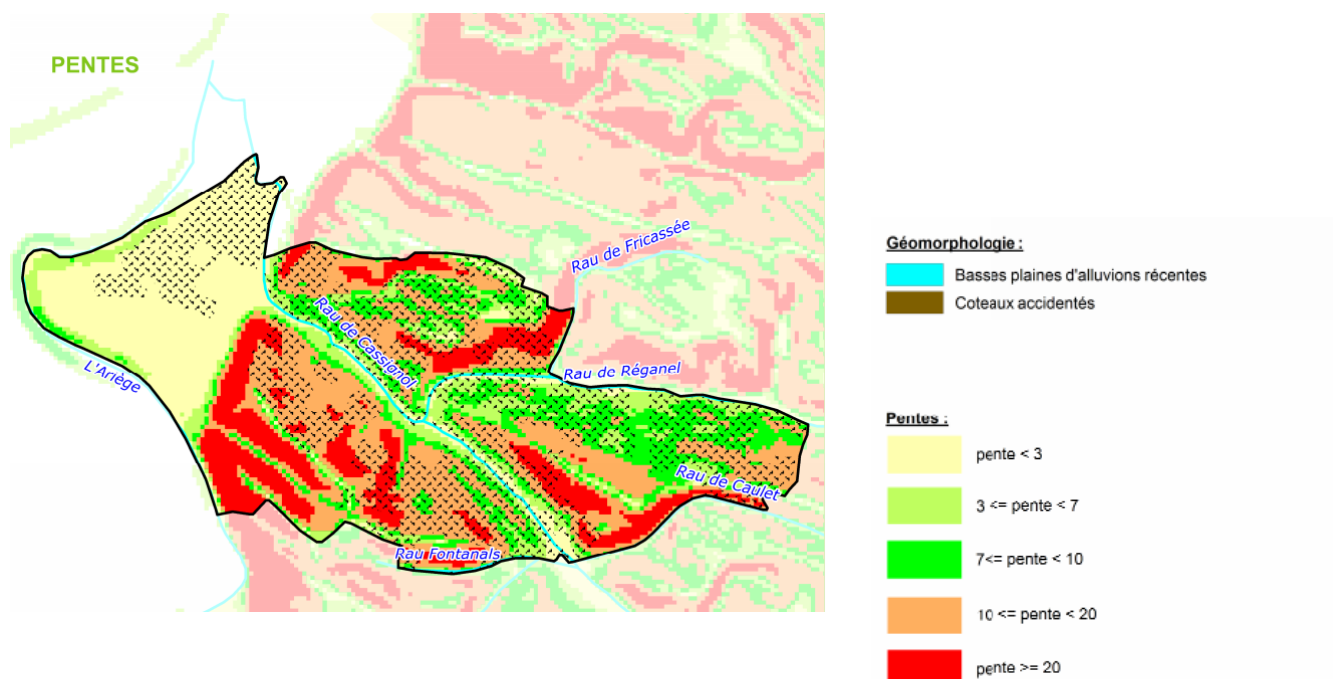 PENTES
Rau de Fricassée
Rau de Cassignol
L'Ariège
Rau de Réganel
Rau de Caulet
Rau Fontanals
Géomorphologie :
Basses plaines d'alluvions récentes
Coteaux accidentés
Pentes :
pente < 3
3 <= pente < 7
7<= pente < 10
10 <= pente < 20
pente >= 20